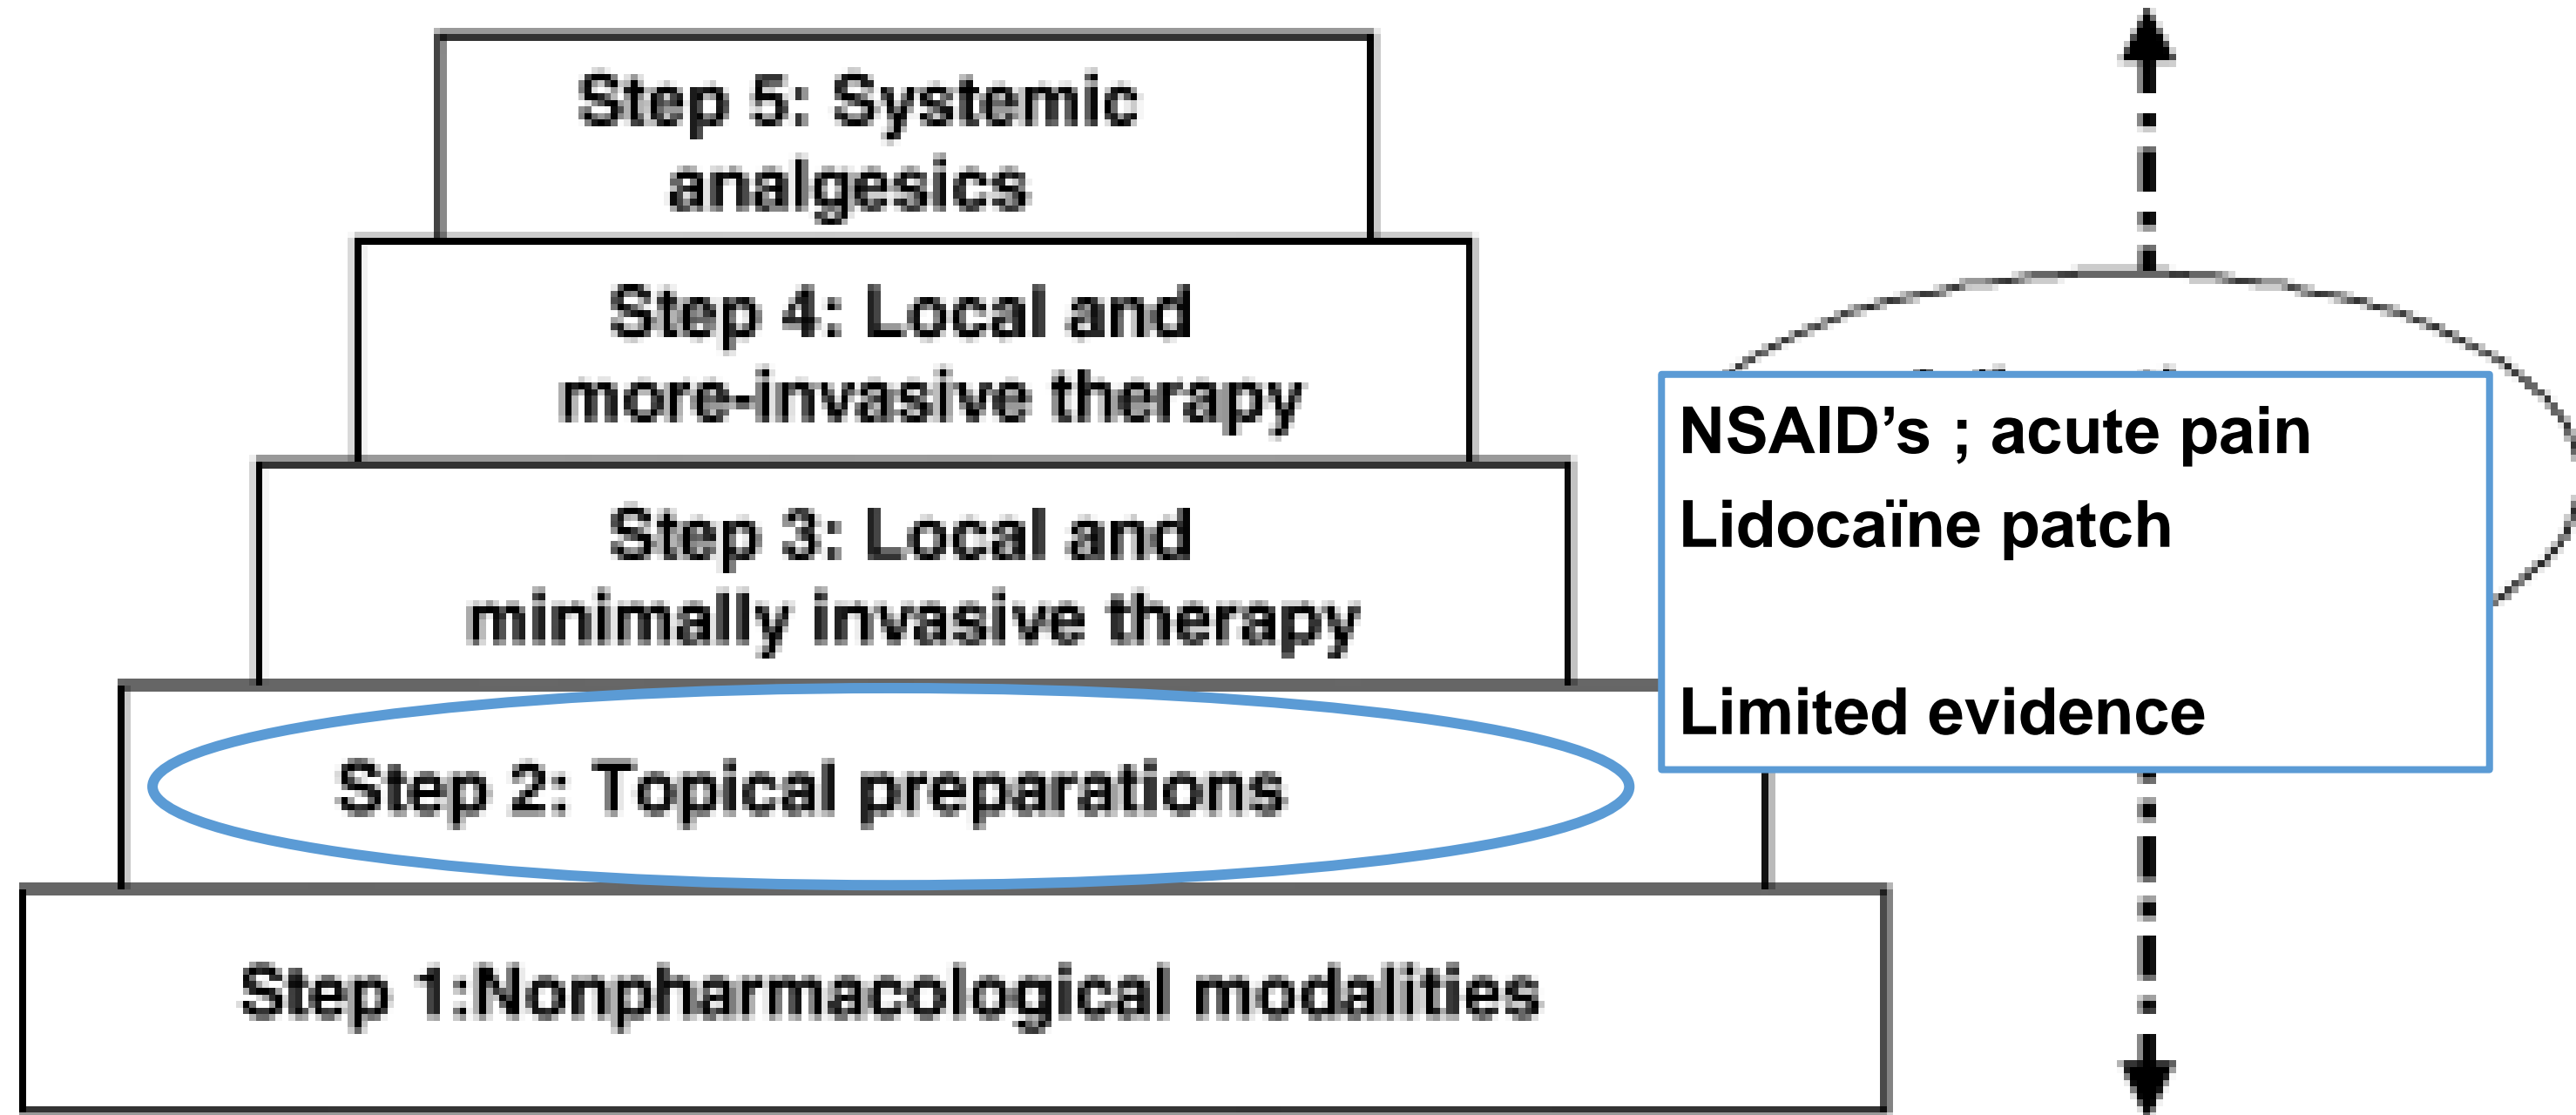 Step 5: Systemic
analgesics
Step 4: Local and
more-invasive therapy
Step 3: Local and
minimally invasive therapy
Step 2: Topical preparations
Step 1:Nonpharmacological modalities
NSAID’s ; acute pain
Lidocaïne patch
Limited evidence